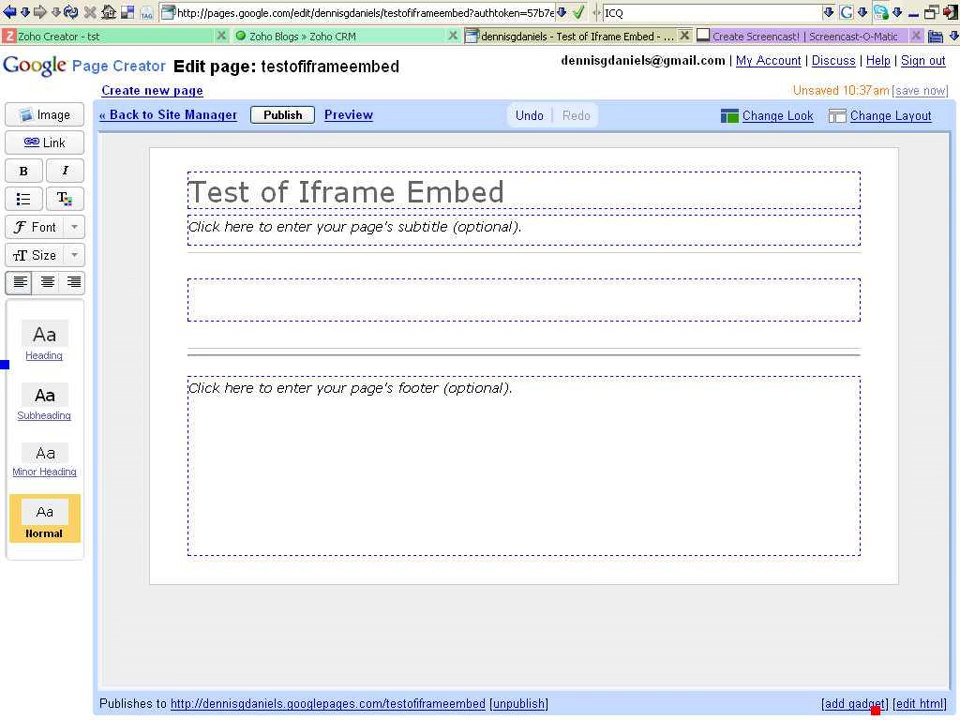 http://pages.google.com/edit/dennisgdaniels/testofiframeembed?authtoken=57b7e
ICQ
Zoho Creator - tst
Zoho Blogs » Zoho CRM
dennisgdaniels - Test of Iframe Embed - ...
Create Screencast! | Screencast-O-Matic
Google Page Creator
Edit page: testofiframeembed
dennisgdaniels@gmail.com | My Account | Discuss | Help | Sign out
Create new page
Unsaved 10:37am [save now]
« Back to Site Manager
Publish
Preview
Undo
Redo
Change Look
Change Layout
Image
Link
B
I
Font
Size
Aa
Heading
Aa
Subheading
Aa
Minor Heading
Aa
Normal
Test of Iframe Embed
Click here to enter your page's subtitle (optional).
Click here to enter your page's footer (optional).
Publishes to http://dennisgdaniels.googlepages.com/testofiframeembed [unpublish]
[add gadget] [edit html]